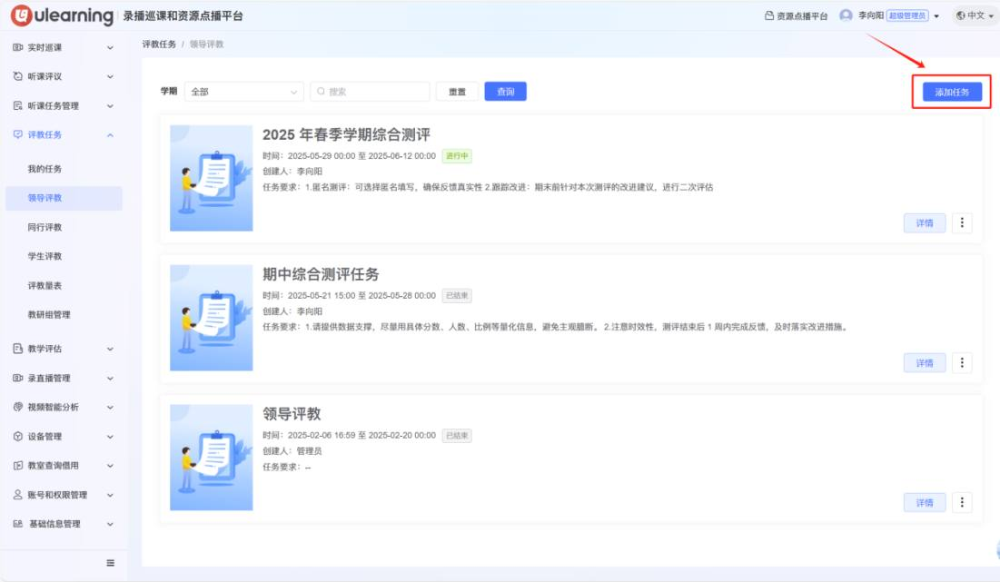 ulearning 录播巡课和资源点播平台 资源点播平台 李向阳 超级管理员 中文
实时巡课
听课评议
听课任务管理
评教任务
我的任务
领导评教
同行评教
学生评教
评教量表
教研组管理
教学评估
录直播管理
视频智能分析
设备管理
教室查询借用
账号和权限管理
基础信息管理
评教任务 / 领导评教
学期 全部 搜索 重置 查询 添加任务
2025 年春季学期综合测评
时间：2025-05-29 00:00 至 2025-06-12 00:00 进行中
创建人：李向阳
任务要求：1.匿名测评：可选择匿名填写，确保反馈真实性 2.跟踪改进：期末前针对本次测评的改进建议，进行二次评估
详情
期中综合测评任务
时间：2025-05-21 15:00 至 2025-05-28 00:00 已结束
创建人：李向阳
任务要求：1.请提供数据支撑，尽量用具体分数、人数、比例等量化信息，避免主观臆断。 2.注意时效性，测评结束后 1 周内完成反馈，及时落实改进措施。
详情
领导评教
时间：2025-02-06 16:59 至 2025-02-20 00:00 已结束
创建人：管理员
任务要求：--
详情